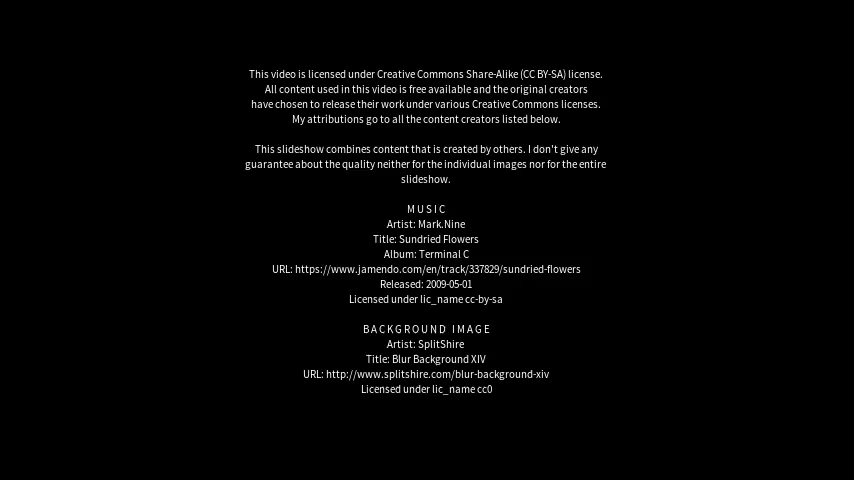 This video is licensed under Creative Commons Share-Alike (CC BY-SA) license.
All content used in this video is free available and the original creators
have chosen to release their work under various Creative Commons licenses.
My attributions go to all the content creators listed below.
This slideshow combines content that is created by others. I don't give any
guarantee about the quality neither for the individual images nor for the entire
slideshow.
MUSIC
Artist: Mark.Nine
Title: Sundried Flowers
Album: Terminal C
URL: https://www.jamendo.com/en/track/337829/sundried-flowers
Released: 2009-05-01
Licensed under lic_name cc-by-sa
BACKGROUND IMAGE
Artist: SplitShire
Title: Blur Background XIV
URL: http://www.splitshire.com/blur-background-xiv
Licensed under lic_name cc0